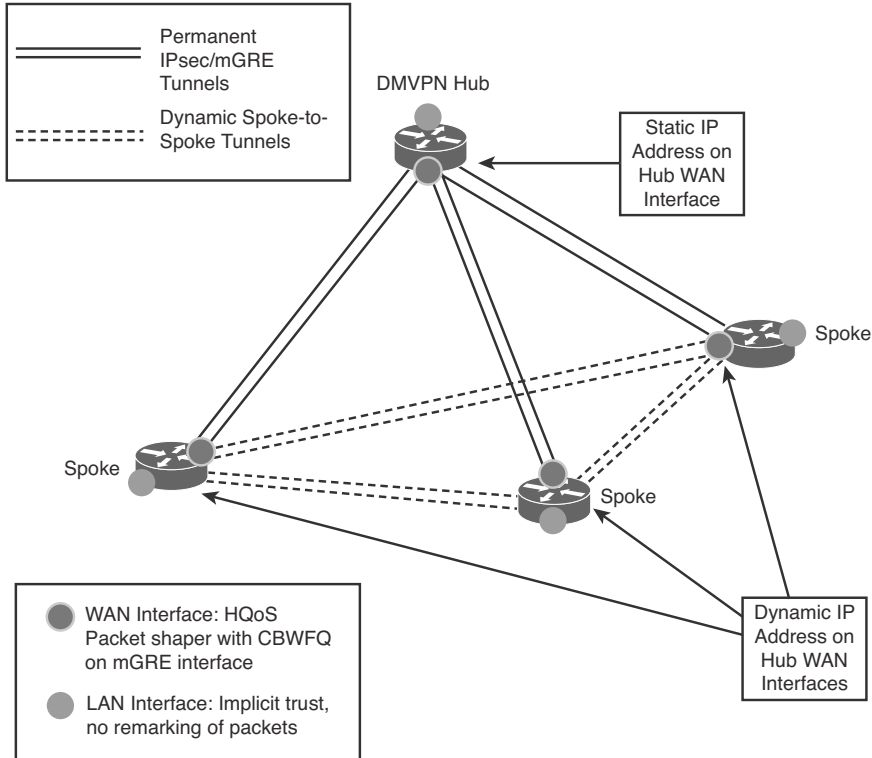 Permanent
IPsec/mGRE
Tunnels
Dynamic Spoke-to-
Spoke Tunnels
DMVPN Hub
Static IP
Address on
Hub WAN
Interface
Spoke
Spoke
Spoke
WAN Interface: HQoS
Packet shaper with CBWFQ
on mGRE interface
LAN Interface: Implicit trust,
no remarking of packets
Dynamic IP
Address on
Hub WAN
Interfaces